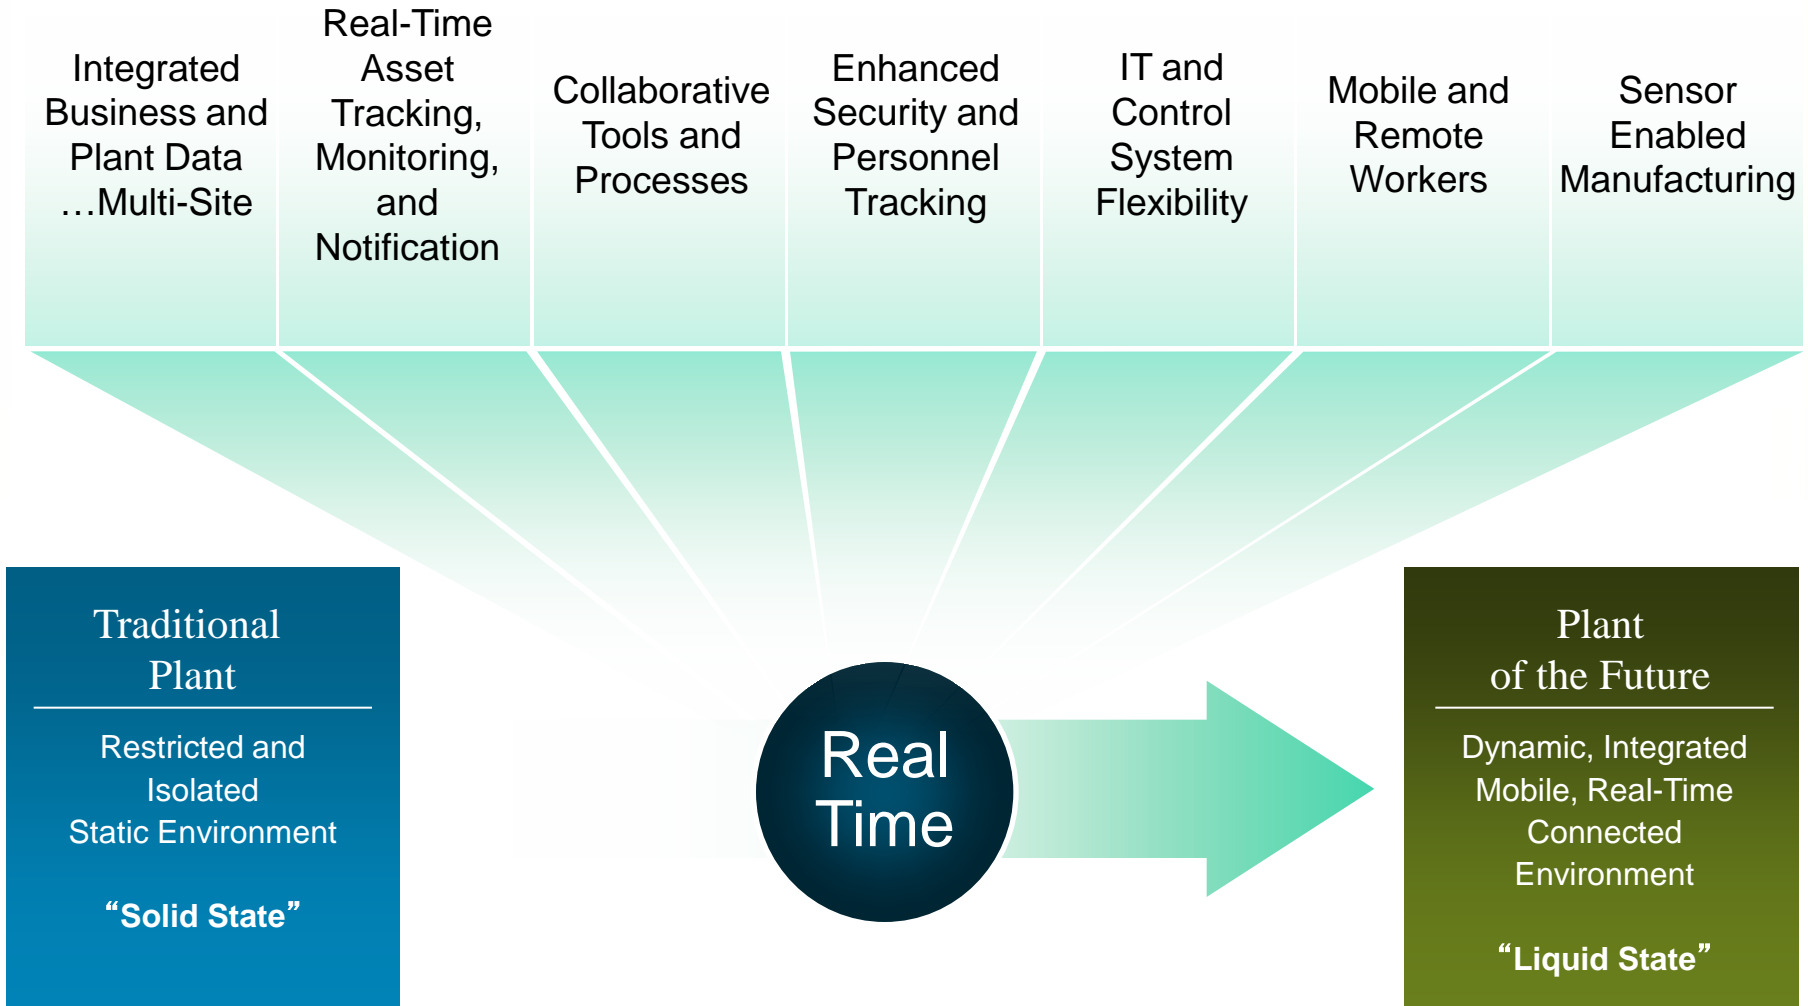 Integrated
Business and
Plant Data
…Multi-Site
Real-Time
Asset
Tracking,
Monitoring,
and
Notification
Collaborative
Tools and
Processes
Enhanced
Security and
Personnel
Tracking
IT and
Control
System
Flexibility
Mobile and
Remote
Workers
Sensor
Enabled
Manufacturing
Traditional
Plant
Restricted and
Isolated
Static Environment
“Solid State”
Real
Time
Plant
of the Future
Dynamic, Integrated
Mobile, Real-Time
Connected
Environment
“Liquid State”